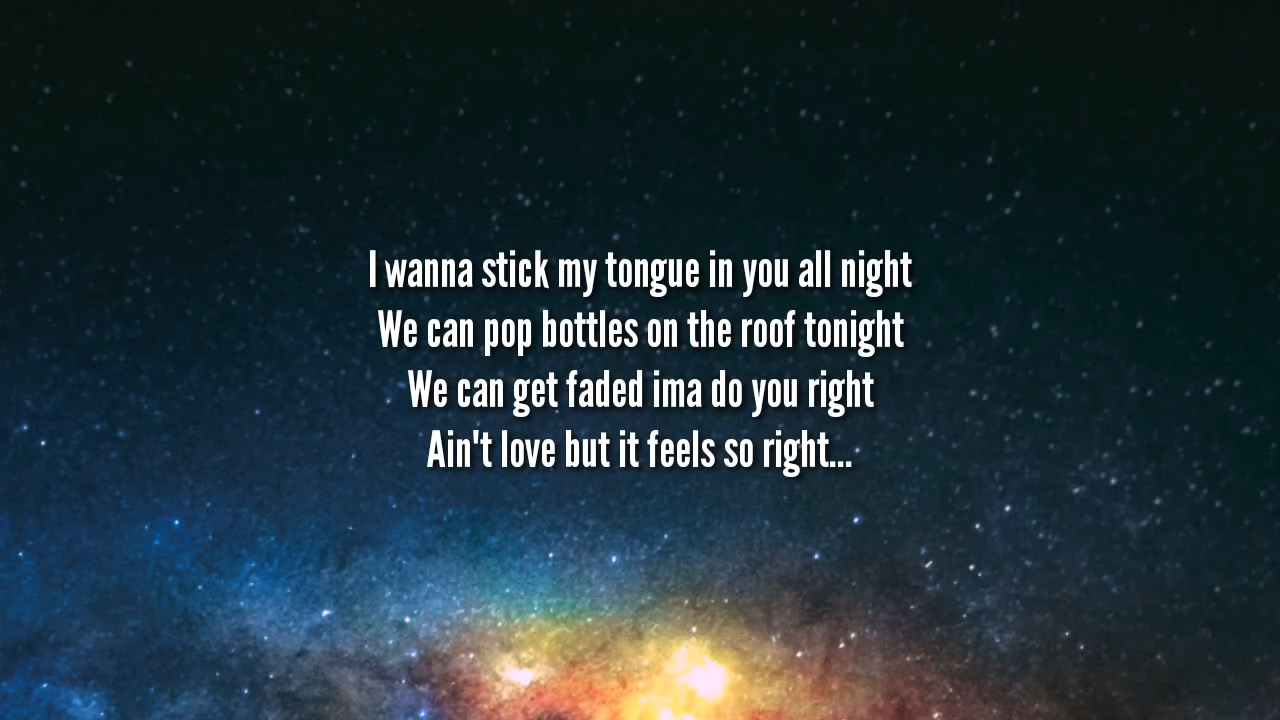 I wanna stick my tongue in you all night
We can pop bottles on the roof tonight
We can get faded ima do you right
Ain't love but it feels so right...